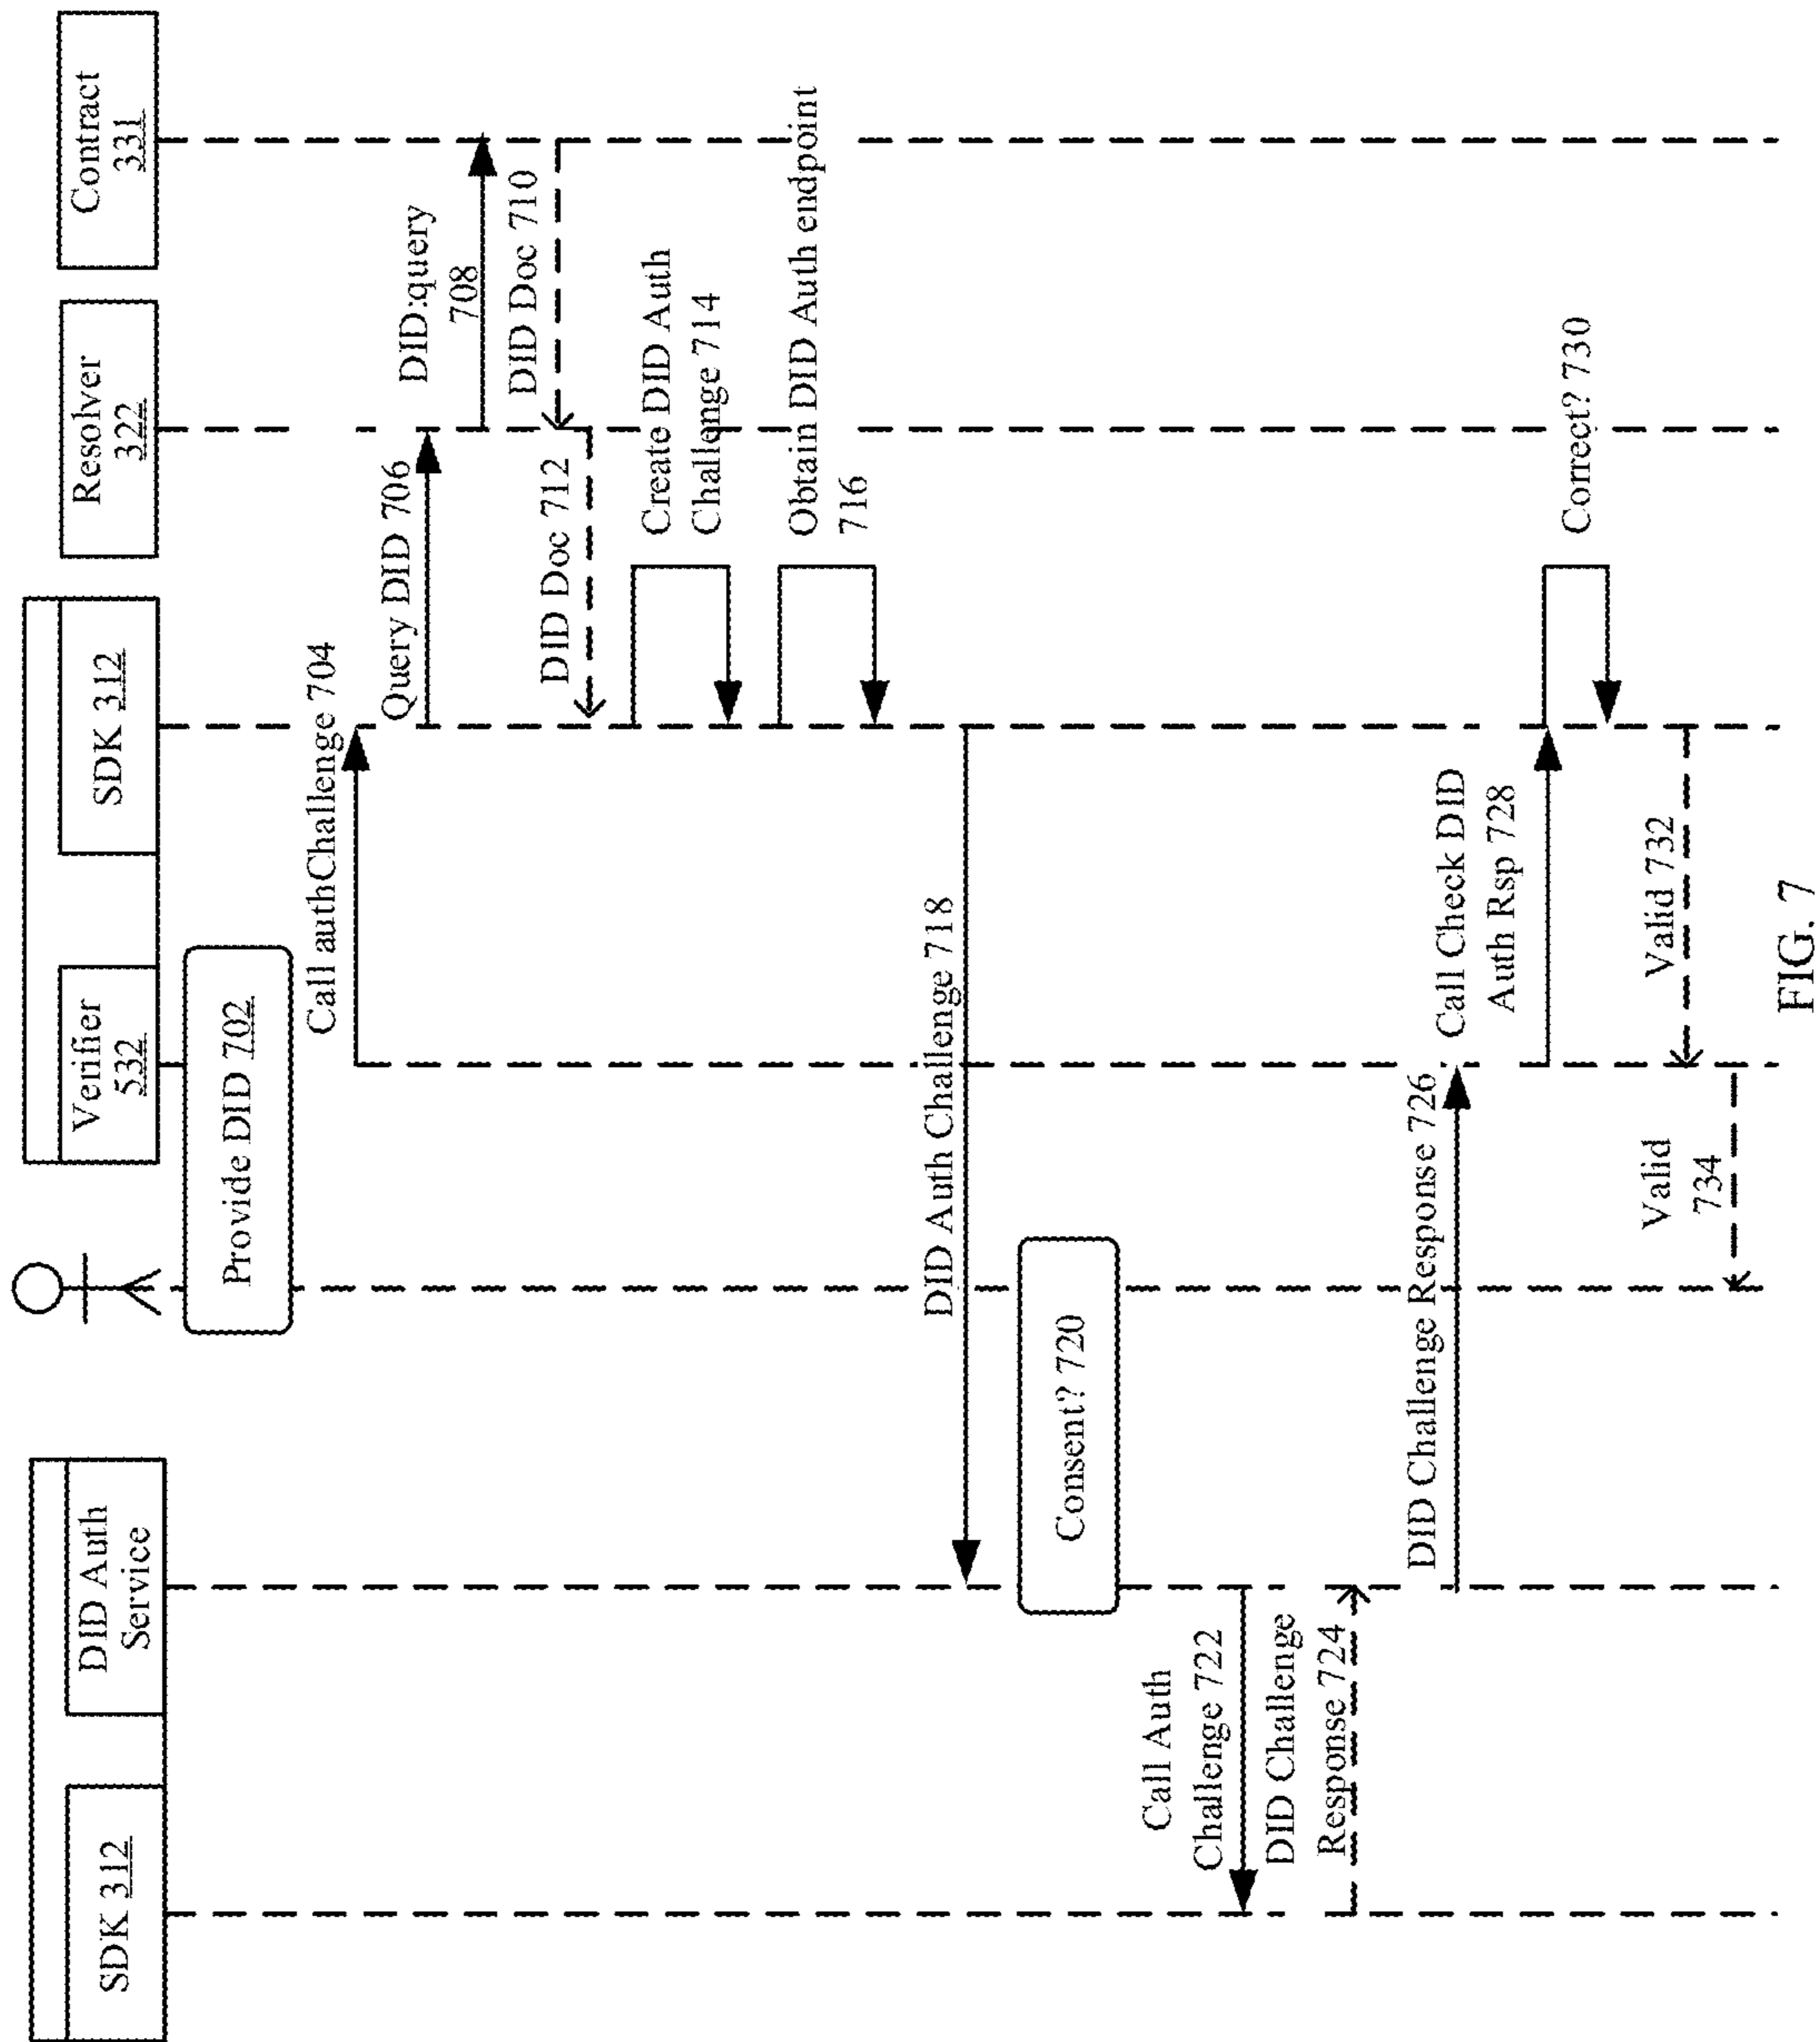 SDK 312
DID Auth
Service
Verifier
532
SDK 312
Resolver
322
Contract
331
Provide DID 702
Call authChallenge 704
Query DID 706
DID:query
708
DID Doc 710
DID Doc 712
Create DID Auth
Challenge 714
Obtain DID Auth endpoint
716
DID Auth Challenge 718
Consent? 720
Call Auth
Challenge 722
DID Challenge
Response 724
DID Challenge Response 726
Call Check DID
Auth Rsp 728
Correct? 730
Valid 732
Valid
734
FIG. 7